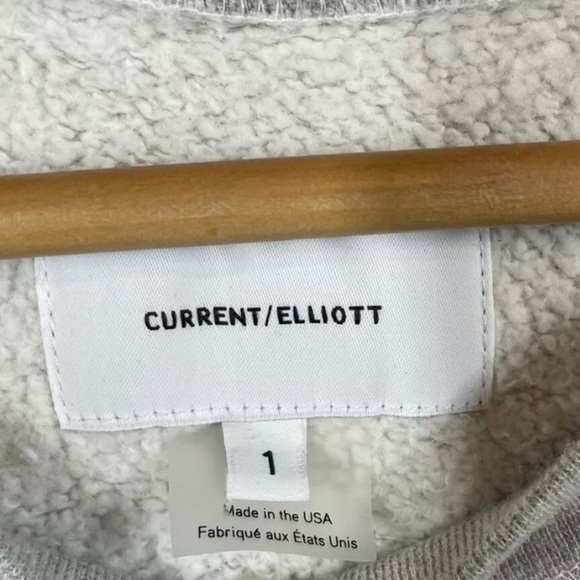 CURRENT/ELLIOTT
1
Made in the USA
Fabriqué aux États Unis